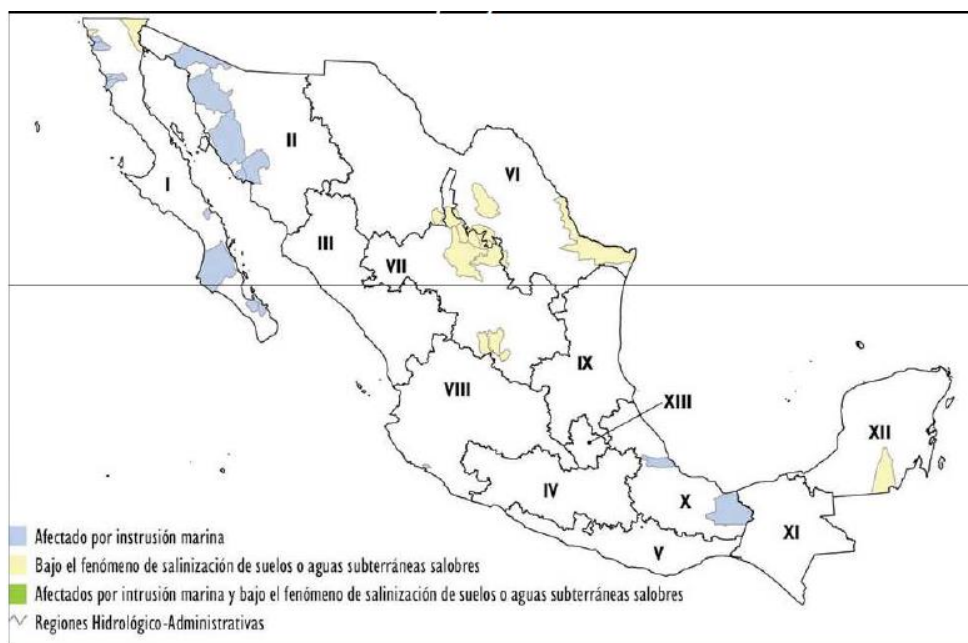 VI
II
I
III
VII
IX
VIII
XIII
XII
IV
X
XI
V
Afectado por instrusión marina
Bajo el fenómeno de salinización de suelos o aguas subterráneas salobres
Afectados por intrusión marina y bajo el fenómeno de salinización de suelos o aguas subterráneas salobres
Regiones Hidrológico-Administrativas